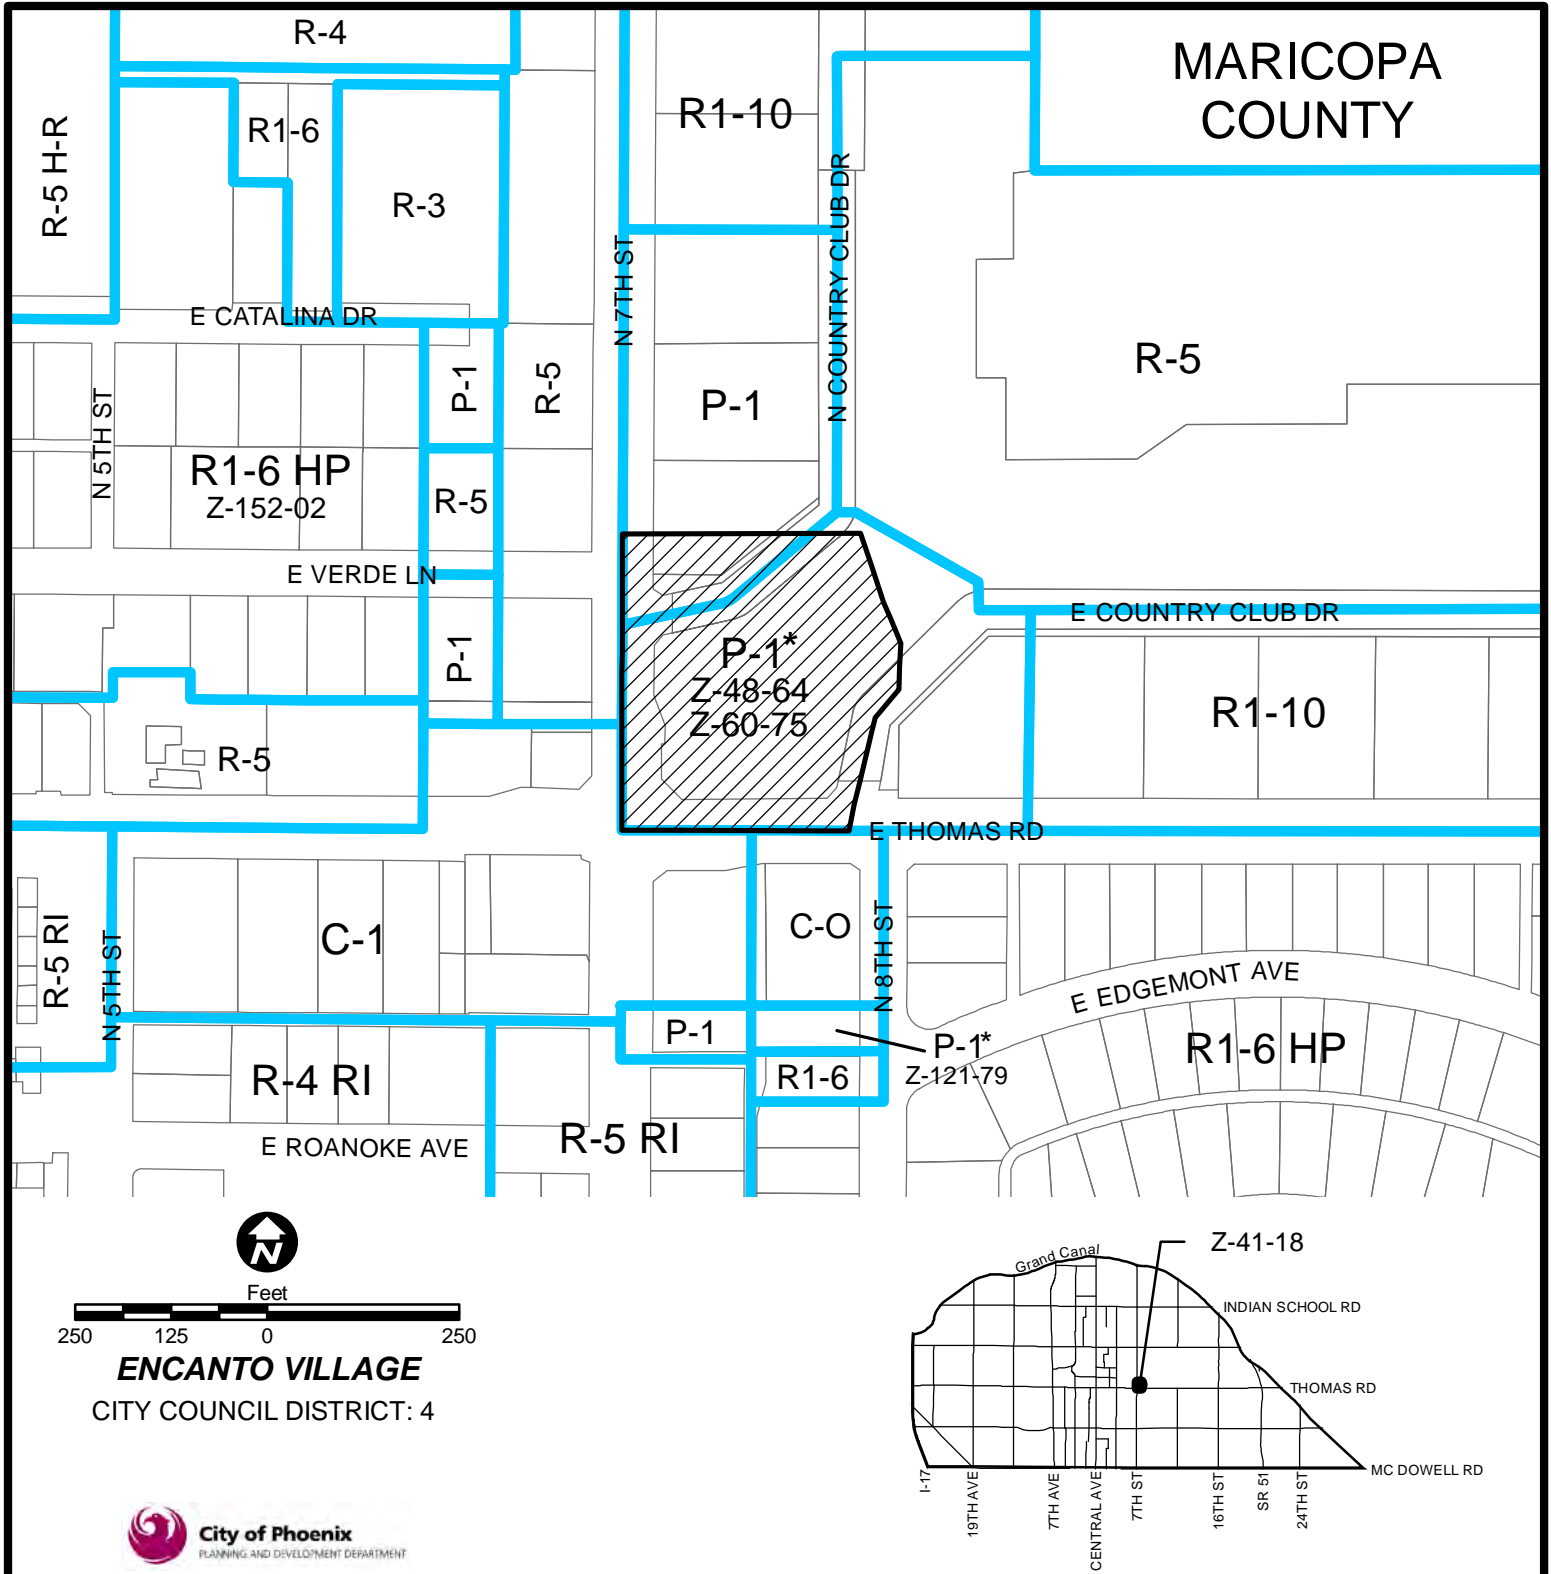 R-4
MARICOPA
COUNTY
R1-10
R1-6
R-5 H-R
R-3
N COUNTRY CLUB DR
N 7TH ST
E CATALINA DR
R-5
P-1
R-5
P-1
N 5TH ST
R1-6 HP
Z-152-02
R-5
E VERDE LN
E COUNTRY CLUB DR
P-1
P-1*
Z-48-64
Z-60-75
R1-10
R-5
E THOMAS RD
R-5 RI
N 5TH ST
C-1
C-O
N 8TH ST
E EDGEMONT AVE
P-1
P-1*
Z-121-79
R1-6 HP
R-4 RI
R1-6
E ROANOKE AVE
R-5 RI
N
Feet
250 125 0 250
ENCANTO VILLAGE
CITY COUNCIL DISTRICT: 4
City of Phoenix
PLANNING AND DEVELOPMENT DEPARTMENT
Z-41-18
Grand Canal
INDIAN SCHOOL RD
THOMAS RD
MC DOWELL RD
I-17
19TH AVE
7TH AVE
CENTRAL AVE
7TH ST
16TH ST
SR 51
24TH ST